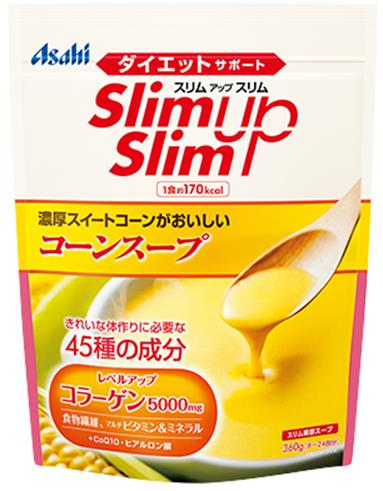 Asahi
ダイエットサポート
スリム アップ スリム
Slim up
Slim
1食約170kcal
濃厚スイートコーンがおいしい
コーンスープ
きれいな体作りに必要な
45種の成分
レベルアップ
コラーゲン5000mg
食物繊維、マルチビタミン&ミネラル
+CoQ10・ヒアルロン酸
スリム美容スープ
360g